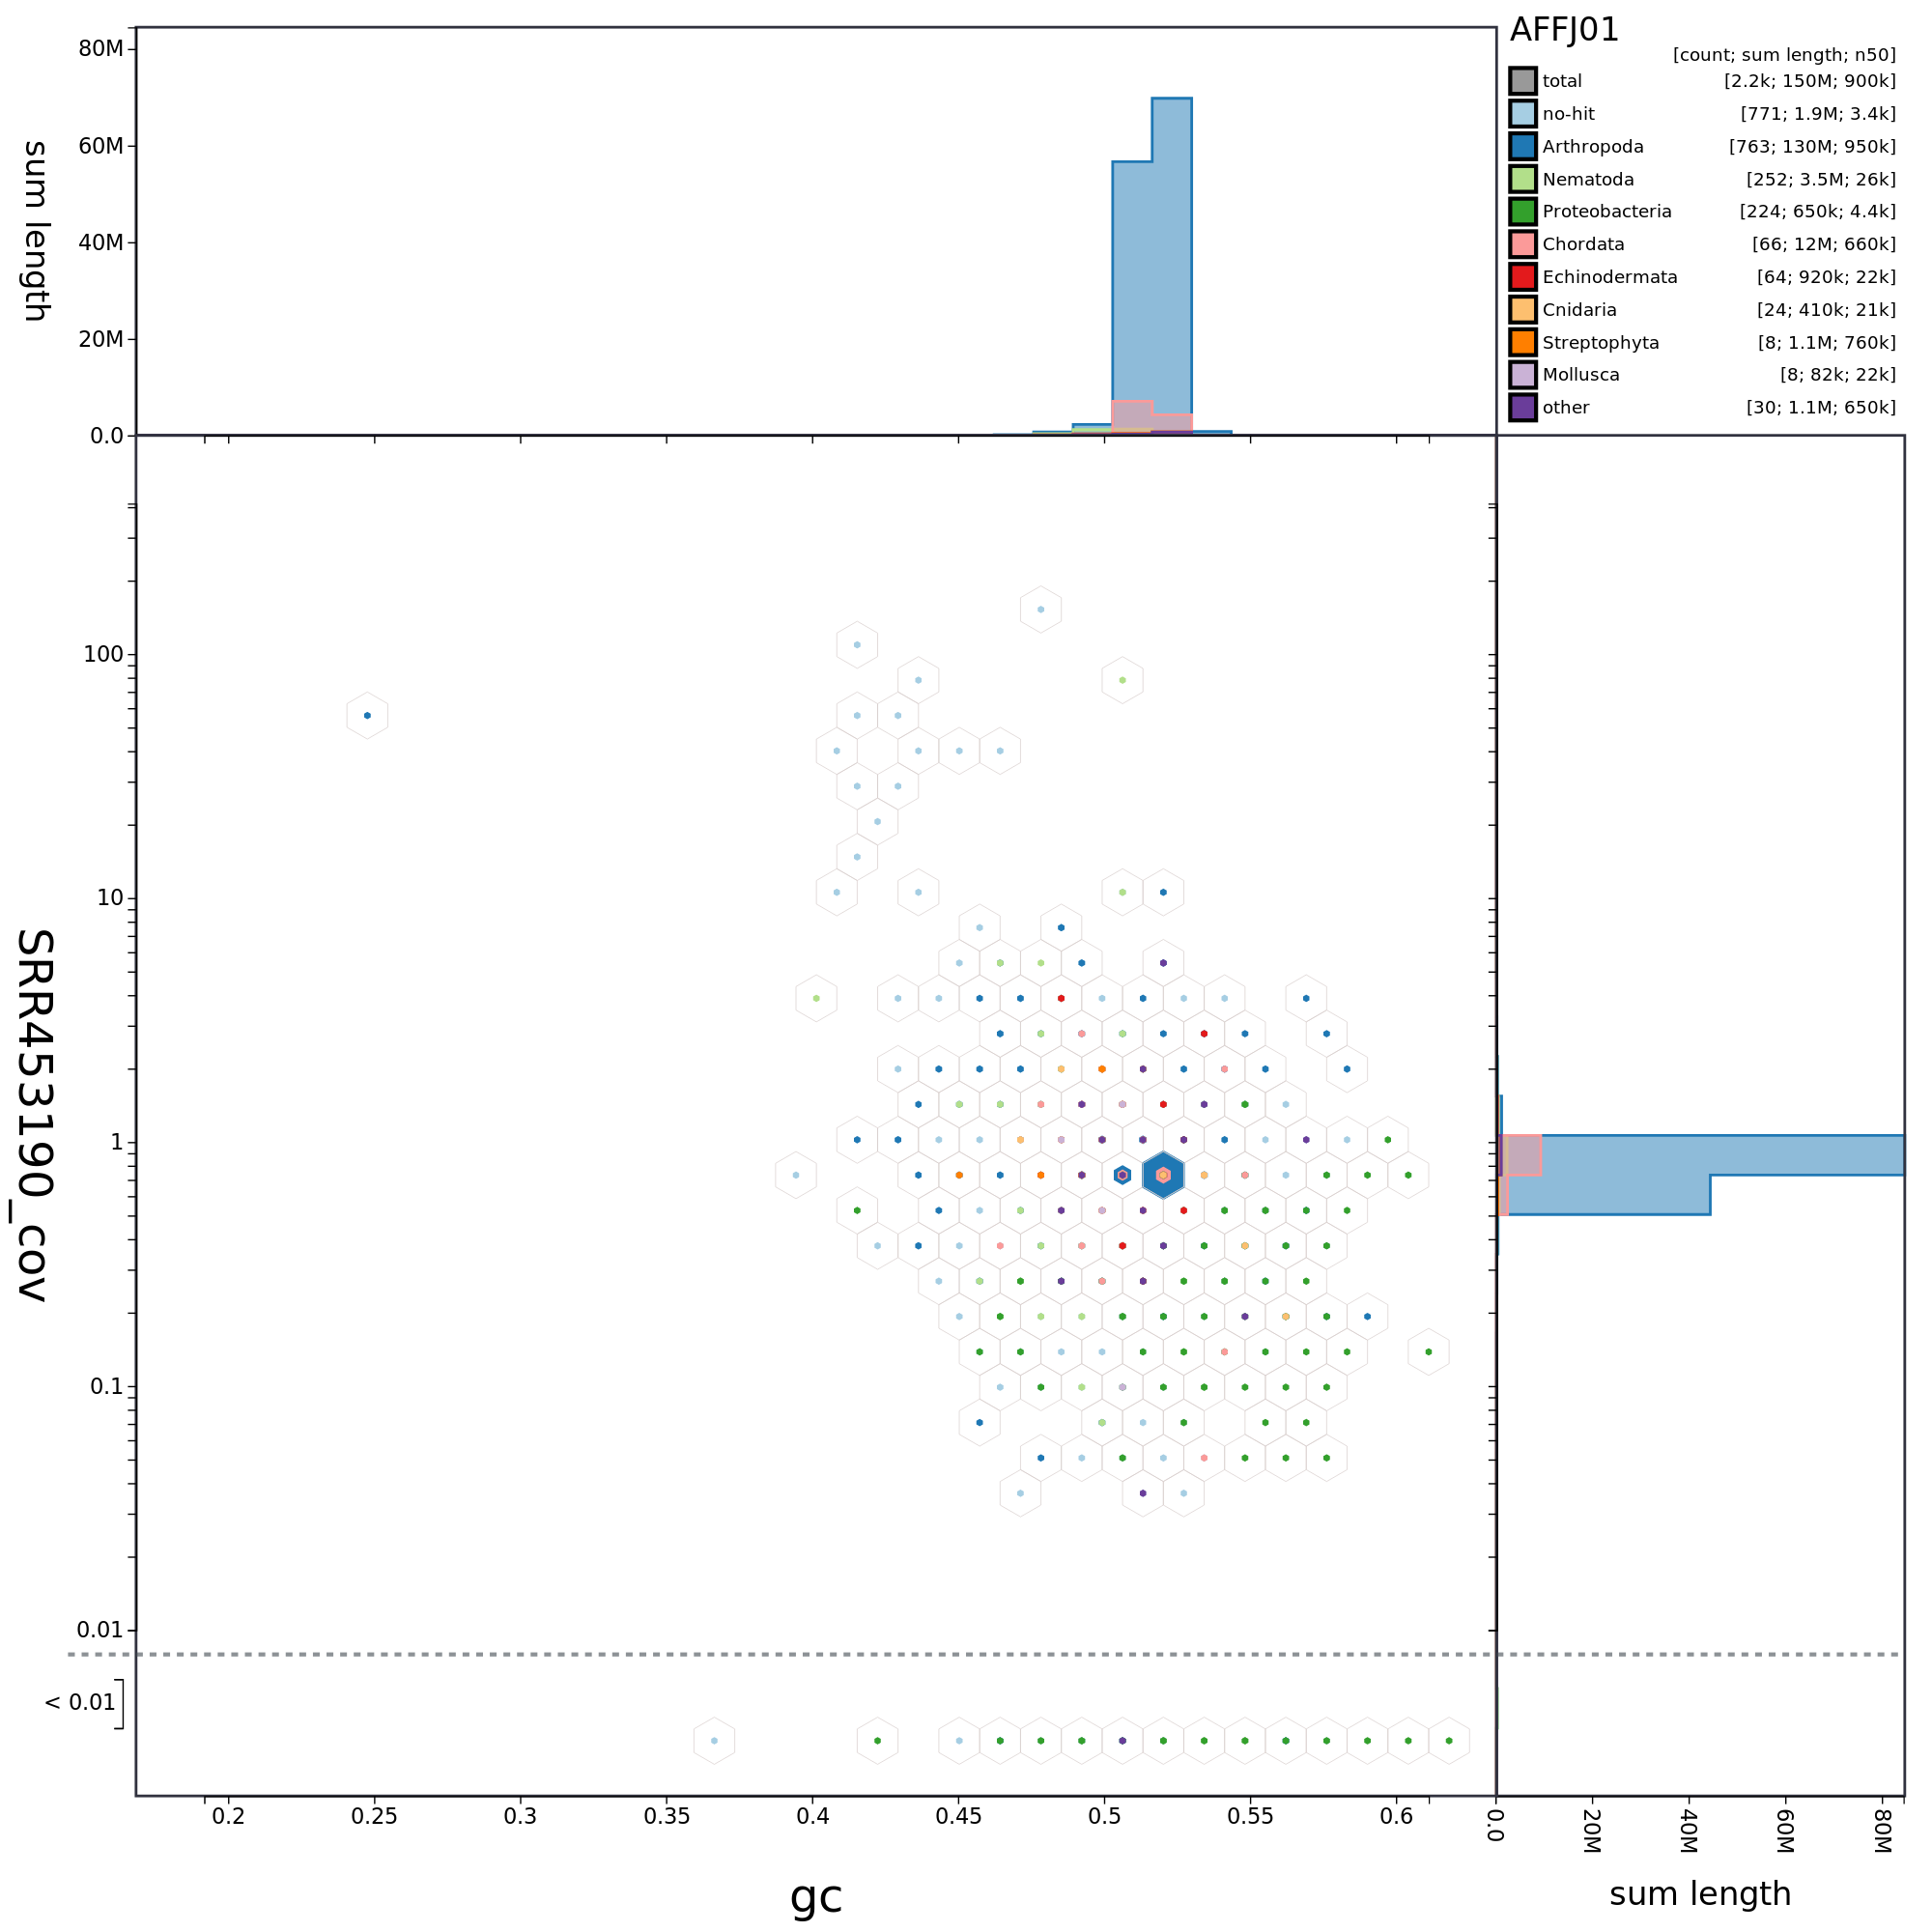 AFFJ01
[count; sum length; n50]
total [2.2k; 150M; 900k]
no-hit [771; 1.9M; 3.4k]
Arthropoda [763; 130M; 950k]
Nematoda [252; 3.5M; 26k]
Proteobacteria [224; 650k; 4.4k]
Chordata [66; 12M; 660k]
Echinodermata [64; 920k; 22k]
Cnidaria [24; 410k; 21k]
Streptophyta [8; 1.1M; 760k]
Mollusca [8; 82k; 22k]
other [30; 1.1M; 650k]
sum length
80M
60M
40M
20M
0.0
SRR453190_cov
100
10
1
0.1
0.01
< 0.01
0.2 0.25 0.3 0.35 0.4 0.45 0.5 0.55 0.6
gc
0.0 20M 40M 60M 80M
sum length